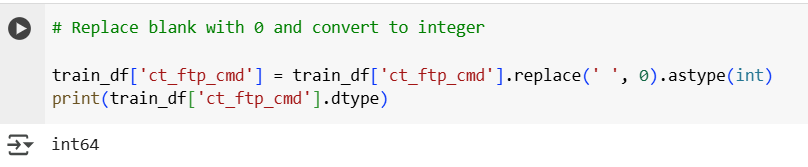 # Replace blank with 0 and convert to integer
train_df['ct_ftp_cmd'] = train_df['ct_ftp_cmd'].replace(' ', 0).astype(int)
print(train_df['ct_ftp_cmd'].dtype)
int64